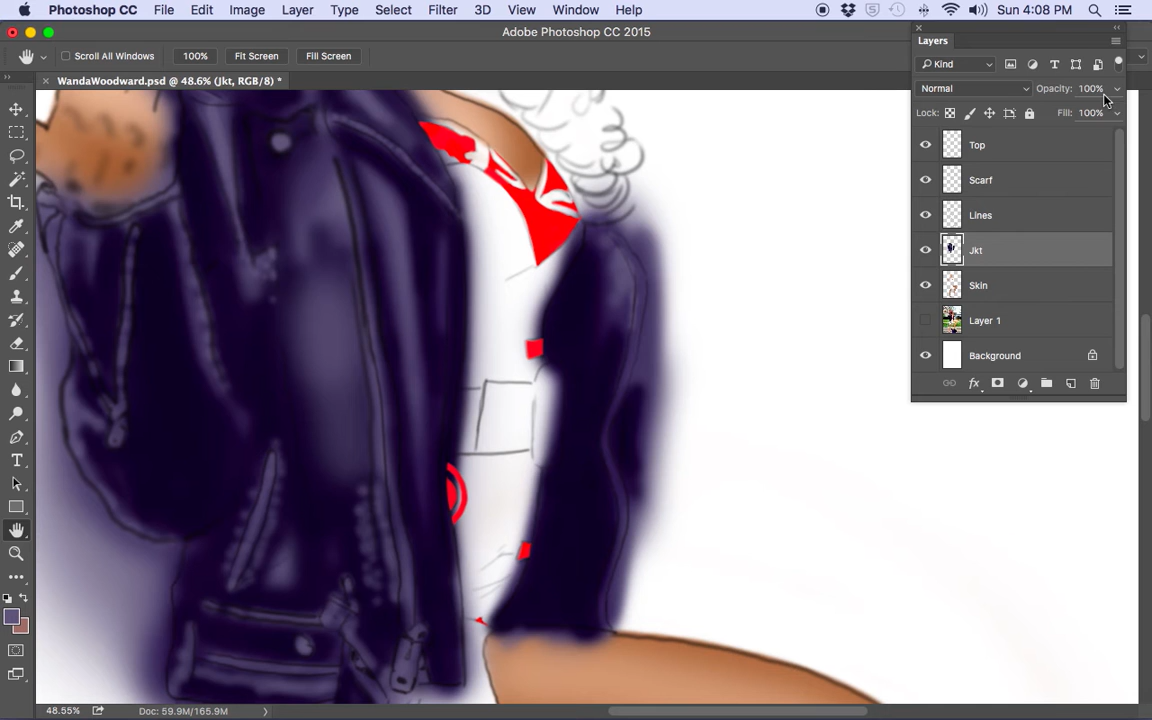 Photoshop CC File Edit Image Layer Type Select Filter 3D View Window Help Sun 4:08 PM
Adobe Photoshop CC 2015
Scroll All Windows 100% Fit Screen Fill Screen
WandaWoodward.psd @ 48.6% (Jkt, RGB/8) *
Layers
Kind
Normal Opacity: 100%
Lock: Fill: 100%
Top
Scarf
Lines
Jkt
Skin
Layer 1
Background
fx
48.55% Doc: 59.9M/165.9M